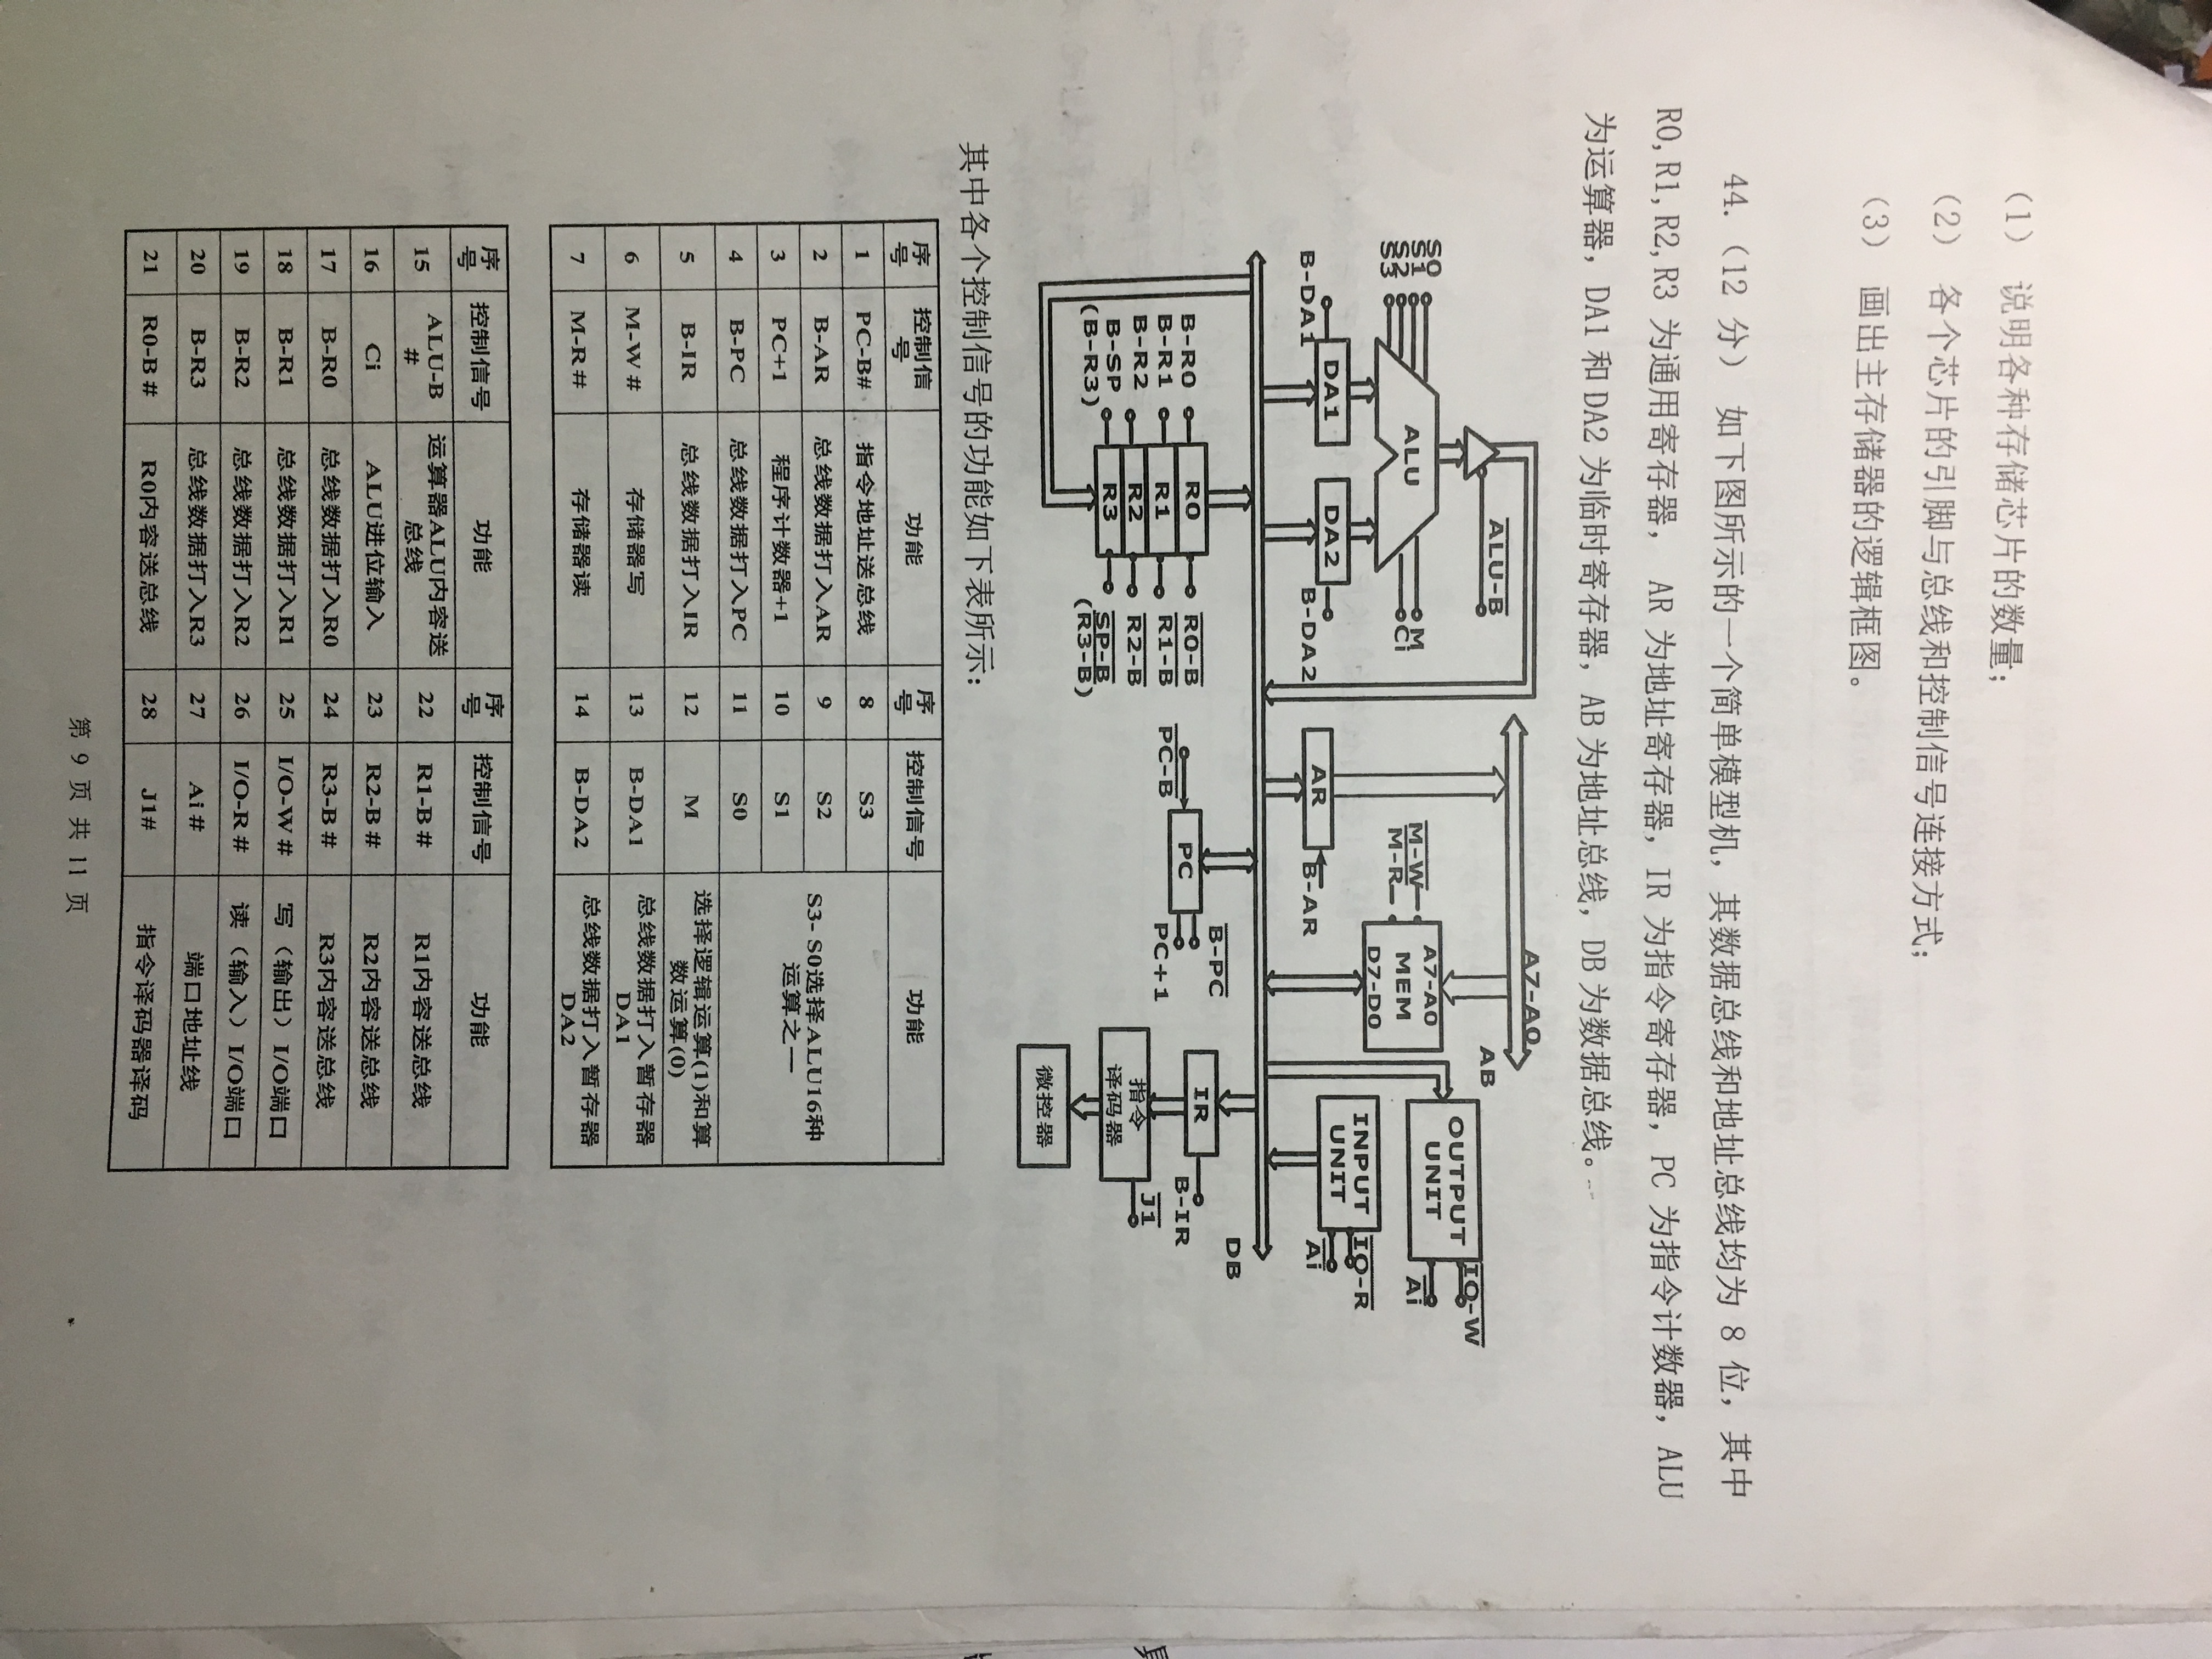 (1) 说明各种存储芯片的数量；
(2) 各个芯片的引脚与总线和控制信号连接方式；
(3) 画出主存储器的逻辑框图。
44. (12 分) 如下图所示的一个简单模型机，其数据总线和地址总线均为 8 位，其中
R0,R1,R2,R3 为通用寄存器， AR 为地址寄存器，IR 为指令寄存器，PC 为指令计数器，ALU
为运算器，DA1 和 DA2 为临时寄存器，AB 为地址总线，DB 为数据总线。
A7-A0
AB
ALU-B
S0
S1
S2
S3
ALU
M
Ci
B-DA1
DA1
DA2
B-DA2
AR
B-AR
M-W
M-R
A7-A0
MEM
D7-D0
OUTPUT
UNIT
IO-W
Ai
INPUT
UNIT
IO-R
Ai
DB
B-R0
B-R1
B-R2
B-SP
(B-R3)
R0
R1
R2
R3
R0-B
R1-B
R2-B
SP-B
(R3-B)
PC-B
PC
B-PC
PC+1
IR
B-IR
指令
译码器
J1
微控器
其中各个控制信号的功能如下表所示：
序号 控制信号 功能 序号 控制信号 功能
1 PC-B# 指令地址送总线 8 S3 S3- S0选择ALU16种运算之一
2 B-AR 总线数据打入AR 9 S2
3 PC+1 程序计数器+1 10 S1
4 B-PC 总线数据打入PC 11 S0
5 B-IR 总线数据打入IR 12 M 选择逻辑运算(1)和算数运算(0)
6 M-W# 存储器写 13 B-DA1 总线数据打入暂存器DA1
7 M-R# 存储器读 14 B-DA2 总线数据打入暂存器DA2
序号 控制信号 功能 序号 控制信号 功能
15 ALU-B# 运算器ALU内容送总线 22 R1-B# R1内容送总线
16 Ci ALU进位输入 23 R2-B# R2内容送总线
17 B-R0 总线数据打入R0 24 R3-B# R3内容送总线
18 B-R1 总线数据打入R1 25 I/O-W# 写（输出）I/O端口
19 B-R2 总线数据打入R2 26 I/O-R# 读（输入）I/O端口
20 B-R3 总线数据打入R3 27 Ai# 端口地址线
21 R0-B# R0内容送总线 28 J1# 指令译码器译码
第 9 页 共 11 页